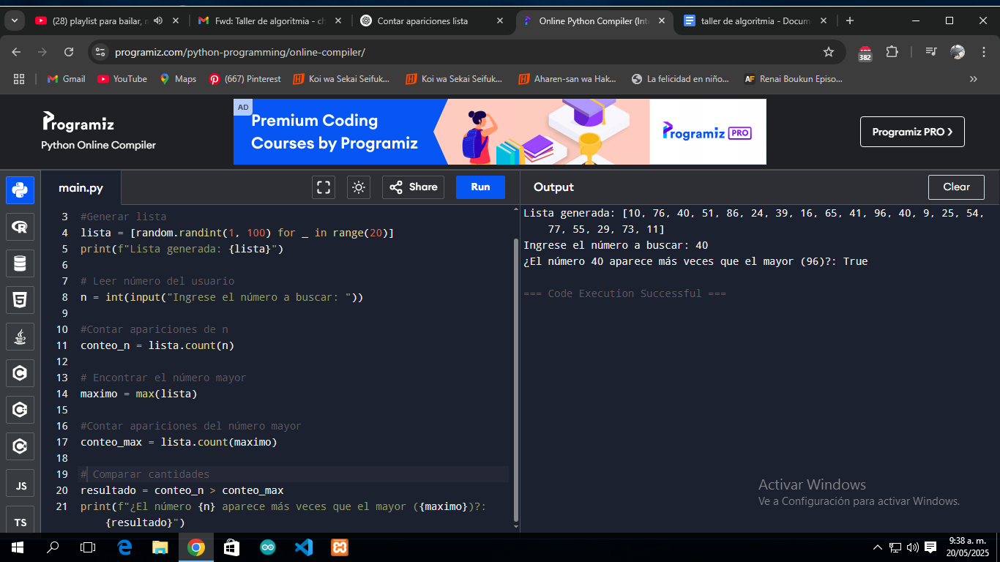 (28) playlist para bailar, n
Fwd: Taller de algoritmia - ch
Contar apariciones lista
Online Python Compiler (Int
taller de algoritmia - Docum
programiz.com/python-programming/online-compiler/
382
Gmail
YouTube
Maps
(667) Pinterest
Koi wa Sekai Seifuk...
Koi wa Sekai Seifuk...
Aharen-san wa Hak...
La felicidad en niño...
Renai Boukun Episo...
Programiz
Python Online Compiler
AD
Premium Coding
Courses by Programiz
Programiz PRO
Programiz PRO ❯
main.py
Share
Run
Output
Clear
JS
TS
3 #Generar lista
4 lista = [random.randint(1, 100) for _ in range(20)]
5 print(f"Lista generada: {lista}")
6
7 # Leer número del usuario
8 n = int(input("Ingrese el número a buscar: "))
9
10 #Contar apariciones de n
11 conteo_n = lista.count(n)
12
13 # Encontrar el número mayor
14 maximo = max(lista)
15
16 #Contar apariciones del número mayor
17 conteo_max = lista.count(maximo)
18
19 # Comparar cantidades
20 resultado = conteo_n > conteo_max
21 print(f"¿El número {n} aparece más veces que el mayor ({maximo})?:
{resultado}")
Lista generada: [10, 76, 40, 51, 86, 24, 39, 16, 65, 41, 96, 40, 9, 25, 54,
77, 55, 29, 73, 11]
Ingrese el número a buscar: 40
¿El número 40 aparece más veces que el mayor (96)?: True
=== Code Execution Successful ===
Activar Windows
Ve a Configuración para activar Windows.
9:38 a. m.
20/05/2025